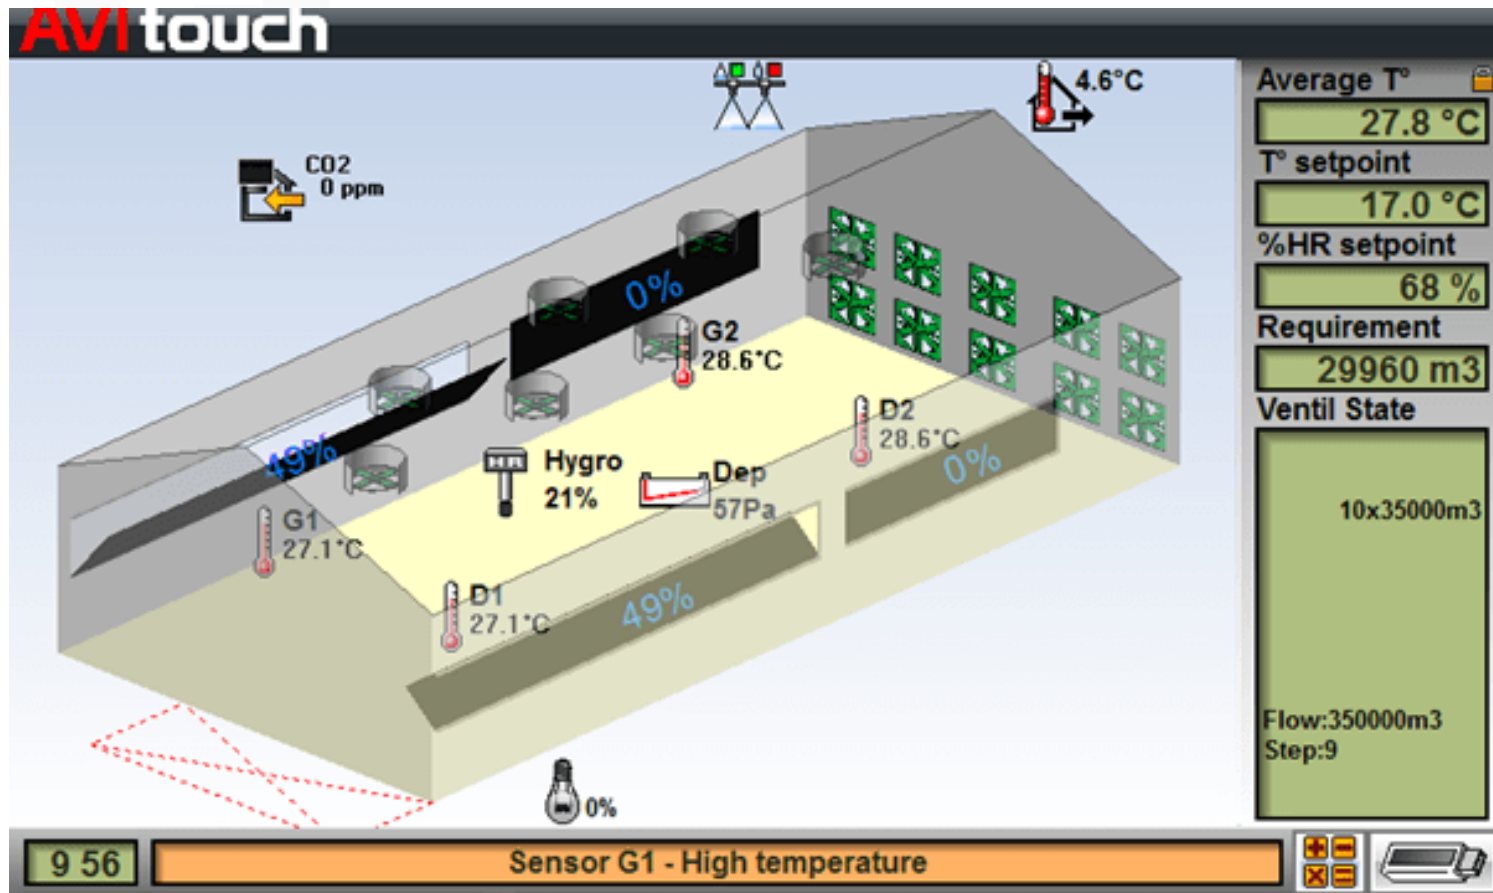 AVItouch
4.6°C
CO2
0 ppm
0%
G2
28.6°C
49%
D2
28.6°C
0%
Hygro
21%
Dep
57Pa
G1
27.1°C
D1
27.1°C
49%
0%
Average T°
27.8 °C
T° setpoint
17.0 °C
%HR setpoint
68 %
Requirement
29960 m3
Ventil State
10x35000m3
Flow:350000m3
Step:9
9 56
Sensor G1 - High temperature